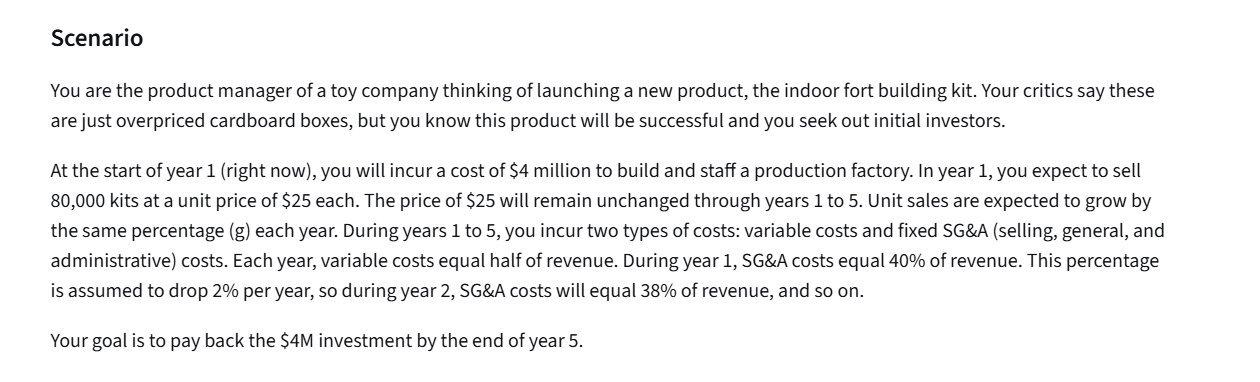 Scenario
You are the product manager of a toy company thinking of launching a new product, the indoor fort building kit. Your critics say these
are just overpriced cardboard boxes, but you know this product will be successful and you seek out initial investors.
At the start of year 1 (right now), you will incur a cost of $4 million to build and staff a production factory. In year 1, you expect to sell
80,000 kits at a unit price of $25 each. The price of $25 will remain unchanged through years 1 to 5. Unit sales are expected to grow by
the same percentage (g) each year. During years 1 to 5, you incur two types of costs: variable costs and fixed SG&A (selling, general, and
administrative) costs. Each year, variable costs equal half of revenue. During year 1, SG&A costs equal 40% of revenue. This percentage
is assumed to drop 2% per year, so during year 2, SG&A costs will equal 38% of revenue, and so on.
Your goal is to pay back the $4M investment by the end of year 5.